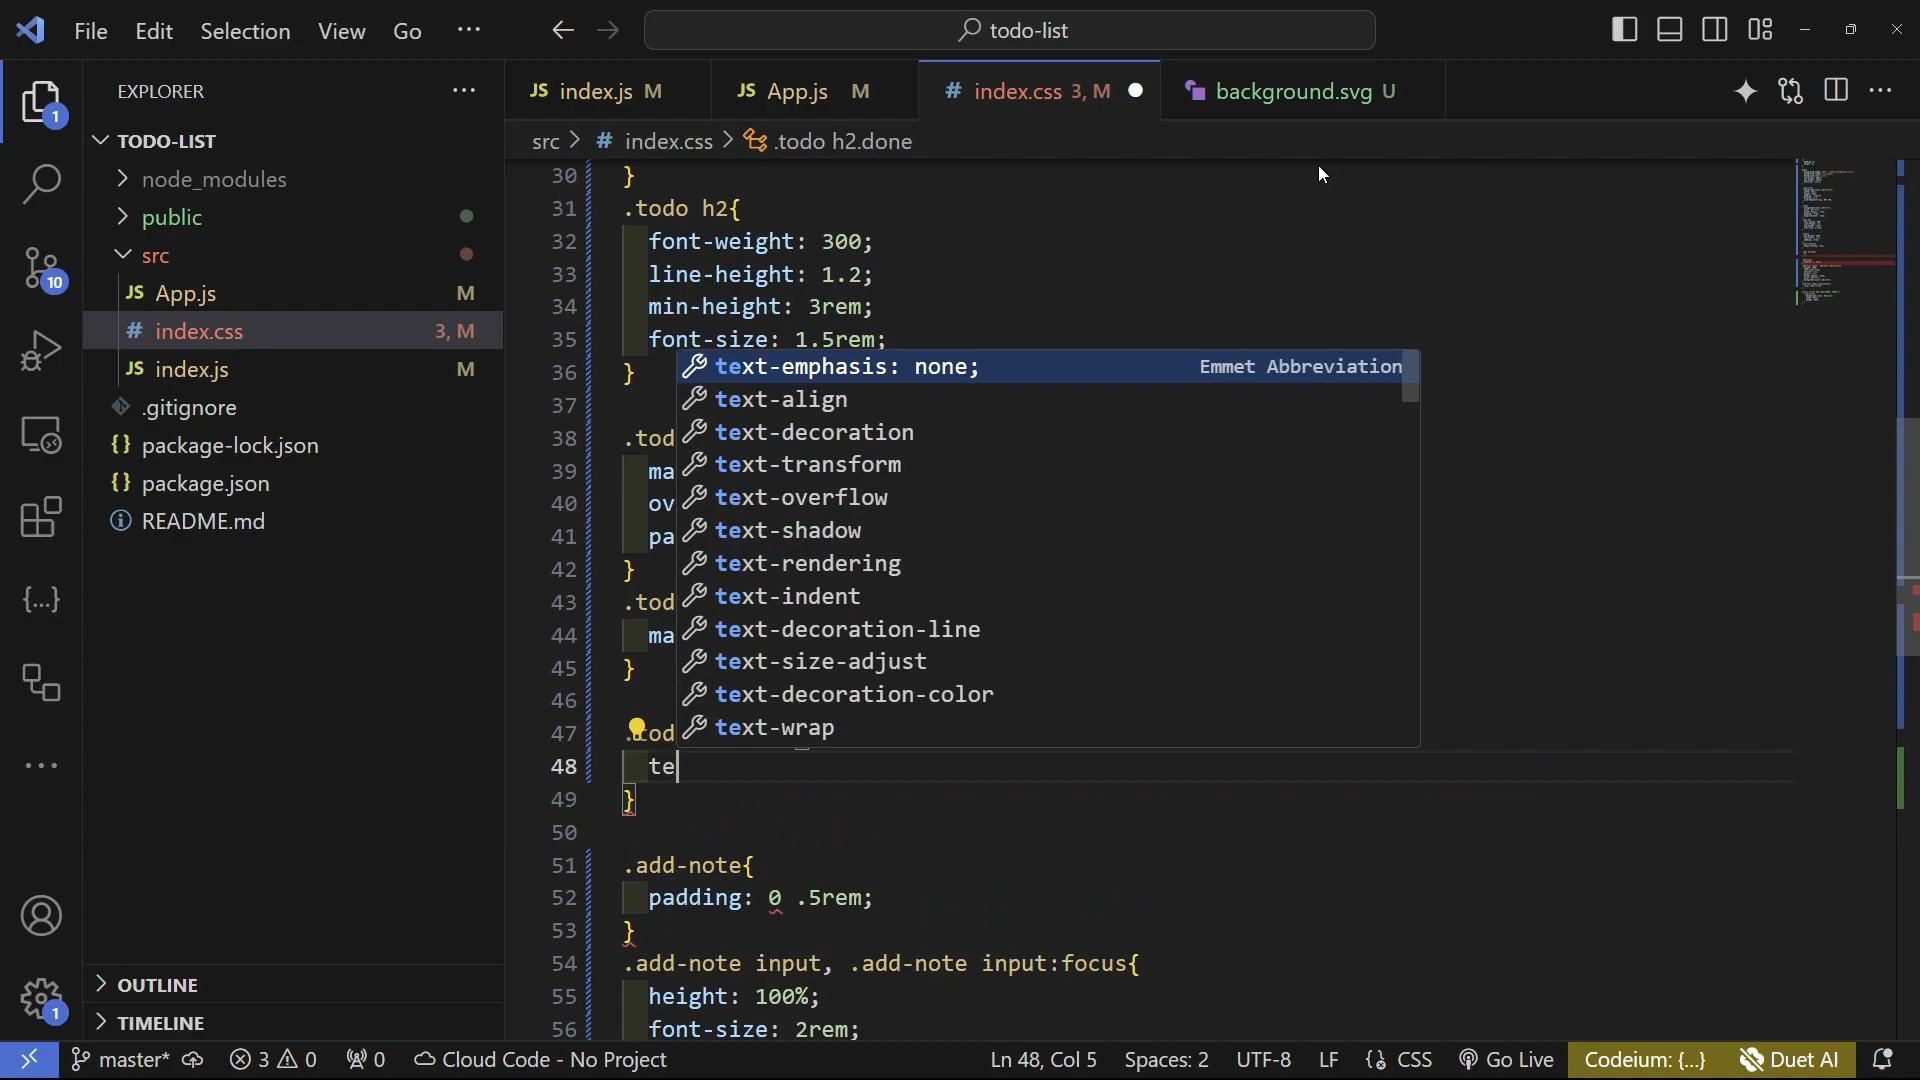 File Edit Selection View Go ··· todo-list
EXPLORER ···
TODO-LIST
node_modules
public
src
JS App.js M
# index.css 3, M
JS index.js M
.gitignore
{} package-lock.json
{} package.json
README.md
OUTLINE
TIMELINE
1
10
1
JS index.js M JS App.js M # index.css 3, M background.svg U
src > # index.css > .todo h2.done
30 }
31 .todo h2{
32 font-weight: 300;
33 line-height: 1.2;
34 min-height: 3rem;
35 font-size: 1.5rem;
36 }
37
38 .tod
39 ma
40 ov
41 pa
42 }
43 .tod
44 ma
45 }
46
47 .tod
48 te
49 }
50
51 .add-note{
52 padding: 0 .5rem;
53 }
54 .add-note input, .add-note input:focus{
55 height: 100%;
56 font-size: 2rem;
text-emphasis: none; Emmet Abbreviation
text-align
text-decoration
text-transform
text-overflow
text-shadow
text-rendering
text-indent
text-decoration-line
text-size-adjust
text-decoration-color
text-wrap
master* 3 0 0 Cloud Code - No Project Ln 48, Col 5 Spaces: 2 UTF-8 LF CSS Go Live Codeium: {...} Duet AI